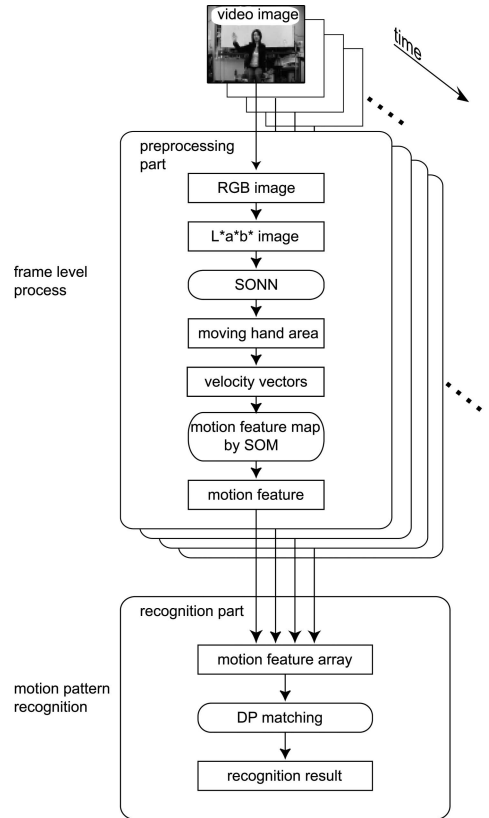 video image
time
preprocessing
part
RGB image
L*a*b* image
frame level
process
SONN
moving hand area
velocity vectors
motion feature map
by SOM
motion feature
recognition part
motion feature array
motion pattern
recognition
DP matching
recognition result